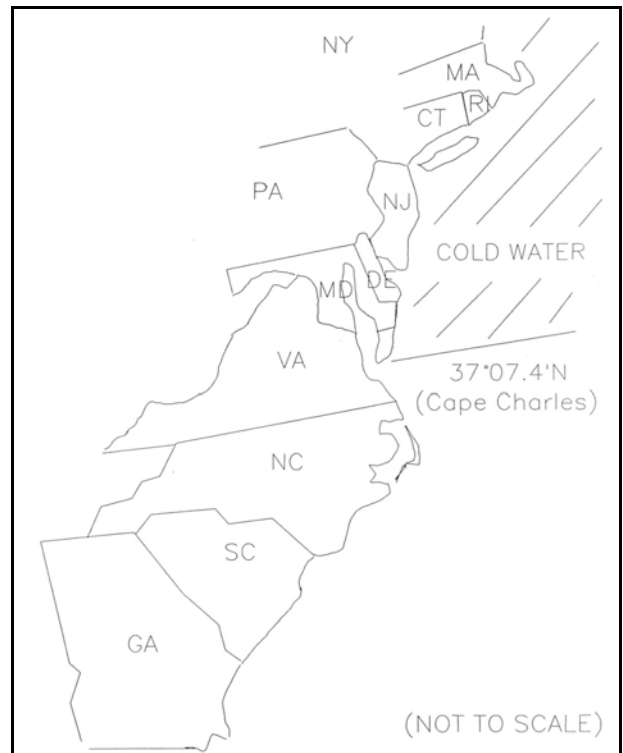 NY
MA
CT
RI
PA
NJ
COLD WATER
MD
DE
VA
37°07.4'N
(Cape Charles)
NC
SC
GA
(NOT TO SCALE)